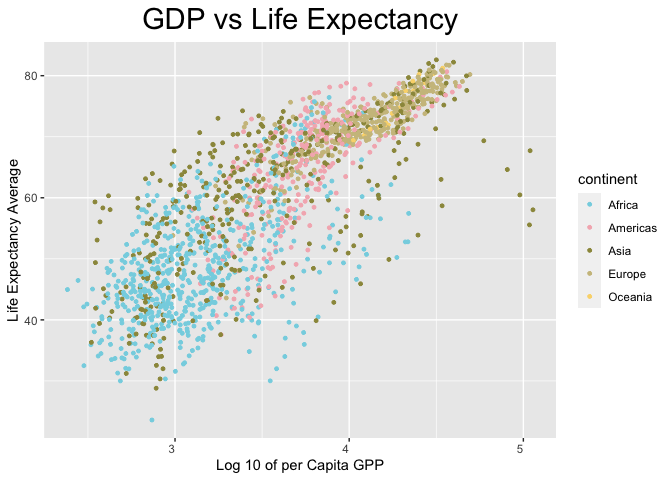 GDP vs Life Expectancy
80
60
40
Life Expectancy Average
3
4
5
Log 10 of per Capita GPP
continent
Africa
Americas
Asia
Europe
Oceania